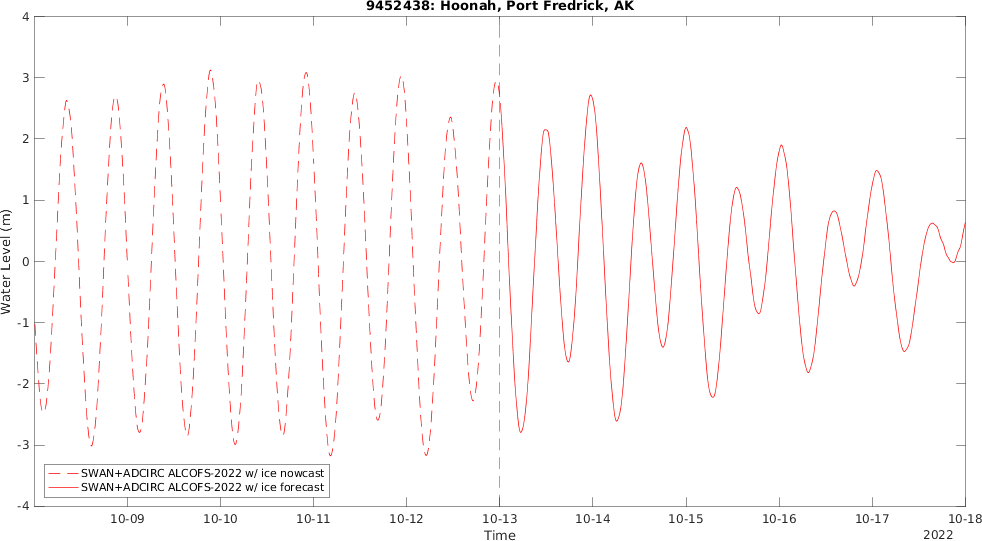 9452438: Hoonah, Port Fredrick, AK
4
3
2
1
0
-1
-2
-3
-4
Water Level (m)
SWAN+ADCIRC ALCOFS-2022 w/ ice nowcast
SWAN+ADCIRC ALCOFS-2022 w/ ice forecast
10-09 10-10 10-11 10-12 10-13 10-14 10-15 10-16 10-17 10-18
Time
2022